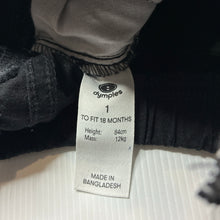 dymples
1
TO FIT 18 MONTHS
Height: 84cm
Mass: 12kg
MADE IN
BANGLADESH